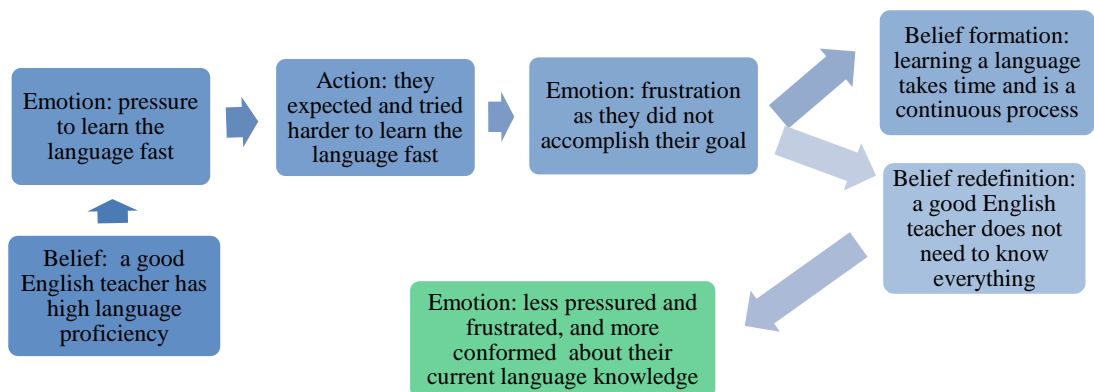 Belief: a good
English teacher has
high language
proficiency
Emotion: pressure
to learn the
language fast
Action: they
expected and tried
harder to learn the
language fast
Emotion: frustration
as they did not
accomplish their goal
Belief formation:
learning a language
takes time and is a
continuous process
Belief redefinition:
a good English
teacher does not
need to know
everything
Emotion: less pressured and
frustrated, and more
conformed about their
current language knowledge